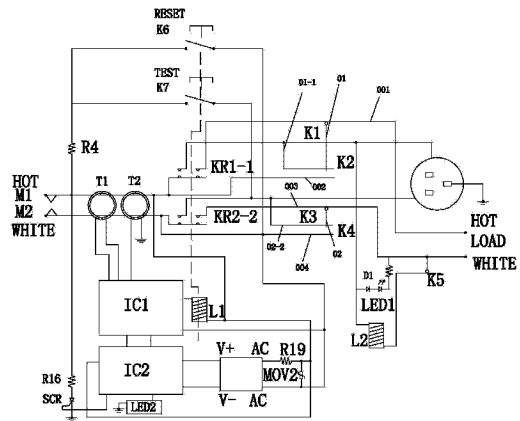 RESET
K6
TEST
K7
01-1
01
001
R4
K1
HOT
M1
T1
T2
KR1-1
K2
002
M2
WHITE
KR2-2
003
K3
K4
HOT
02-2
02
LOAD
004
WHITE
D1
K5
LED1
IC1
L1
L2
V+
AC
R19
IC2
MOV2
R16
V-
AC
SCR
LED2